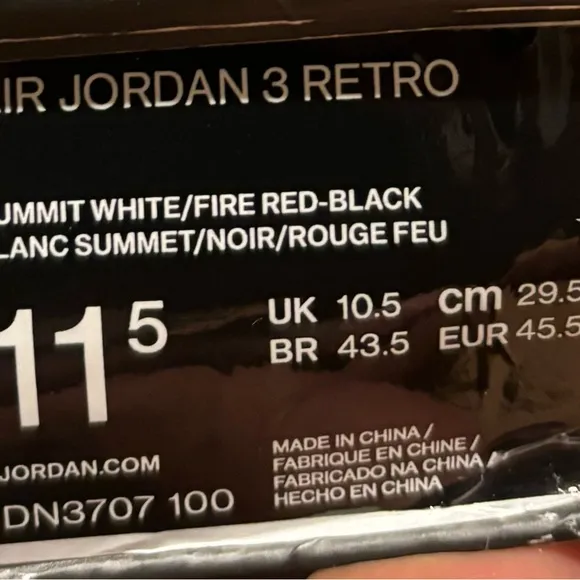 IR JORDAN 3 RETRO
UMMIT WHITE/FIRE RED-BLACK
LANC SUMMET/NOIR/ROUGE FEU
11 5
UK 10.5 cm 29.5
BR 43.5 EUR 45.5
MADE IN CHINA/
FABRIQUE EN CHINE/
FABRICADO NA CHINA/
HECHO EN CHINA
JORDAN.COM
DN3707 100